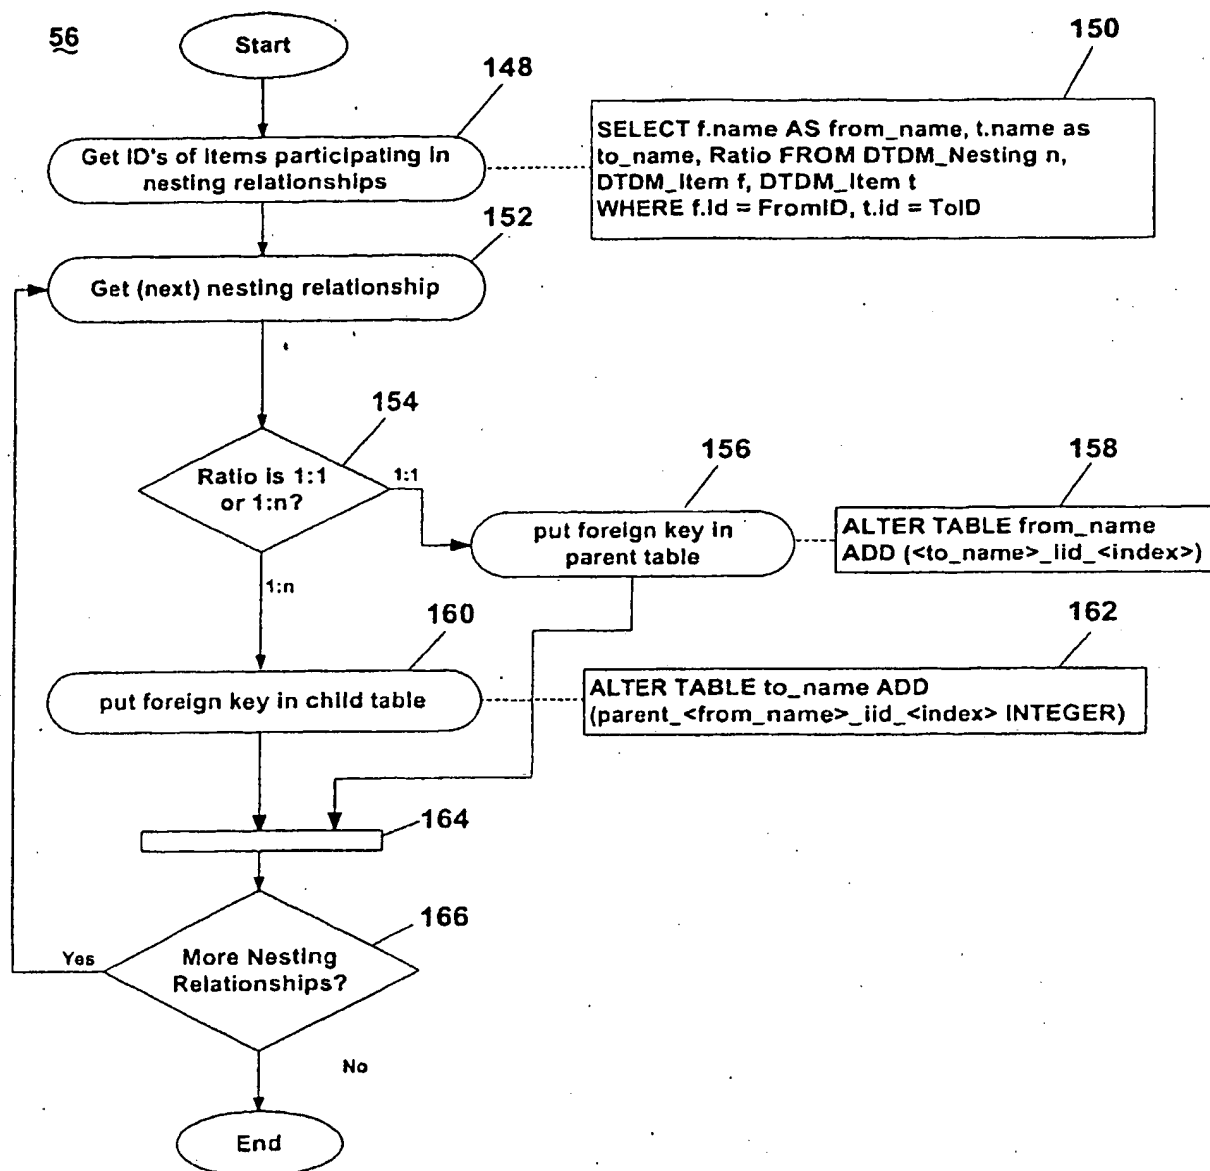 56
Start
148
150
Get ID's of items participating in
nesting relationships
SELECT f.name AS from_name, t.name as
to_name, Ratio FROM DTDM_Nesting n,
DTDM_Item f, DTDM_Item t
WHERE f.id = FromID, t.id = ToID
152
Get (next) nesting relationship
154
Ratio is 1:1
or 1:n?
1:1
1:n
156
put foreign key in
parent table
158
ALTER TABLE from_name
ADD (<to_name>_iid_<index>)
160
put foreign key in child table
162
ALTER TABLE to_name ADD
(parent_<from_name>_iid_<index> INTEGER)
164
166
More Nesting
Relationships?
Yes
No
End